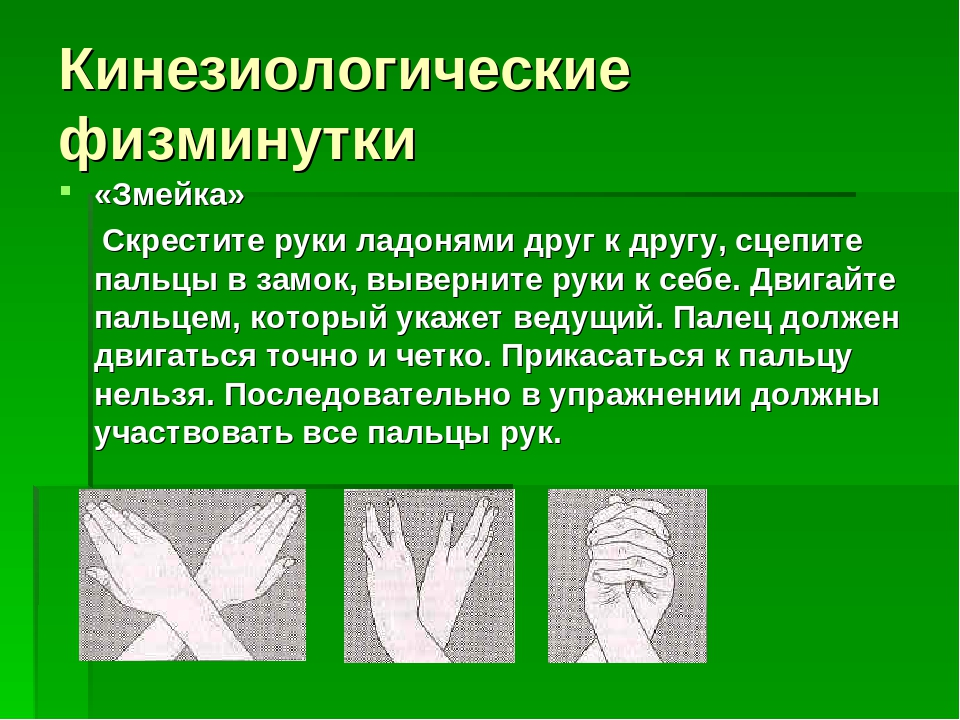 Кинезиологические
физминутки
«Змейка»
Скрестите руки ладонями друг к другу, сцепите
пальцы в замок, выверните руки к себе. Двигайте
пальцем, который укажет ведущий. Палец должен
двигаться точно и четко. Прикасаться к пальцу
нельзя. Последовательно в упражнении должны
участвовать все пальцы рук.